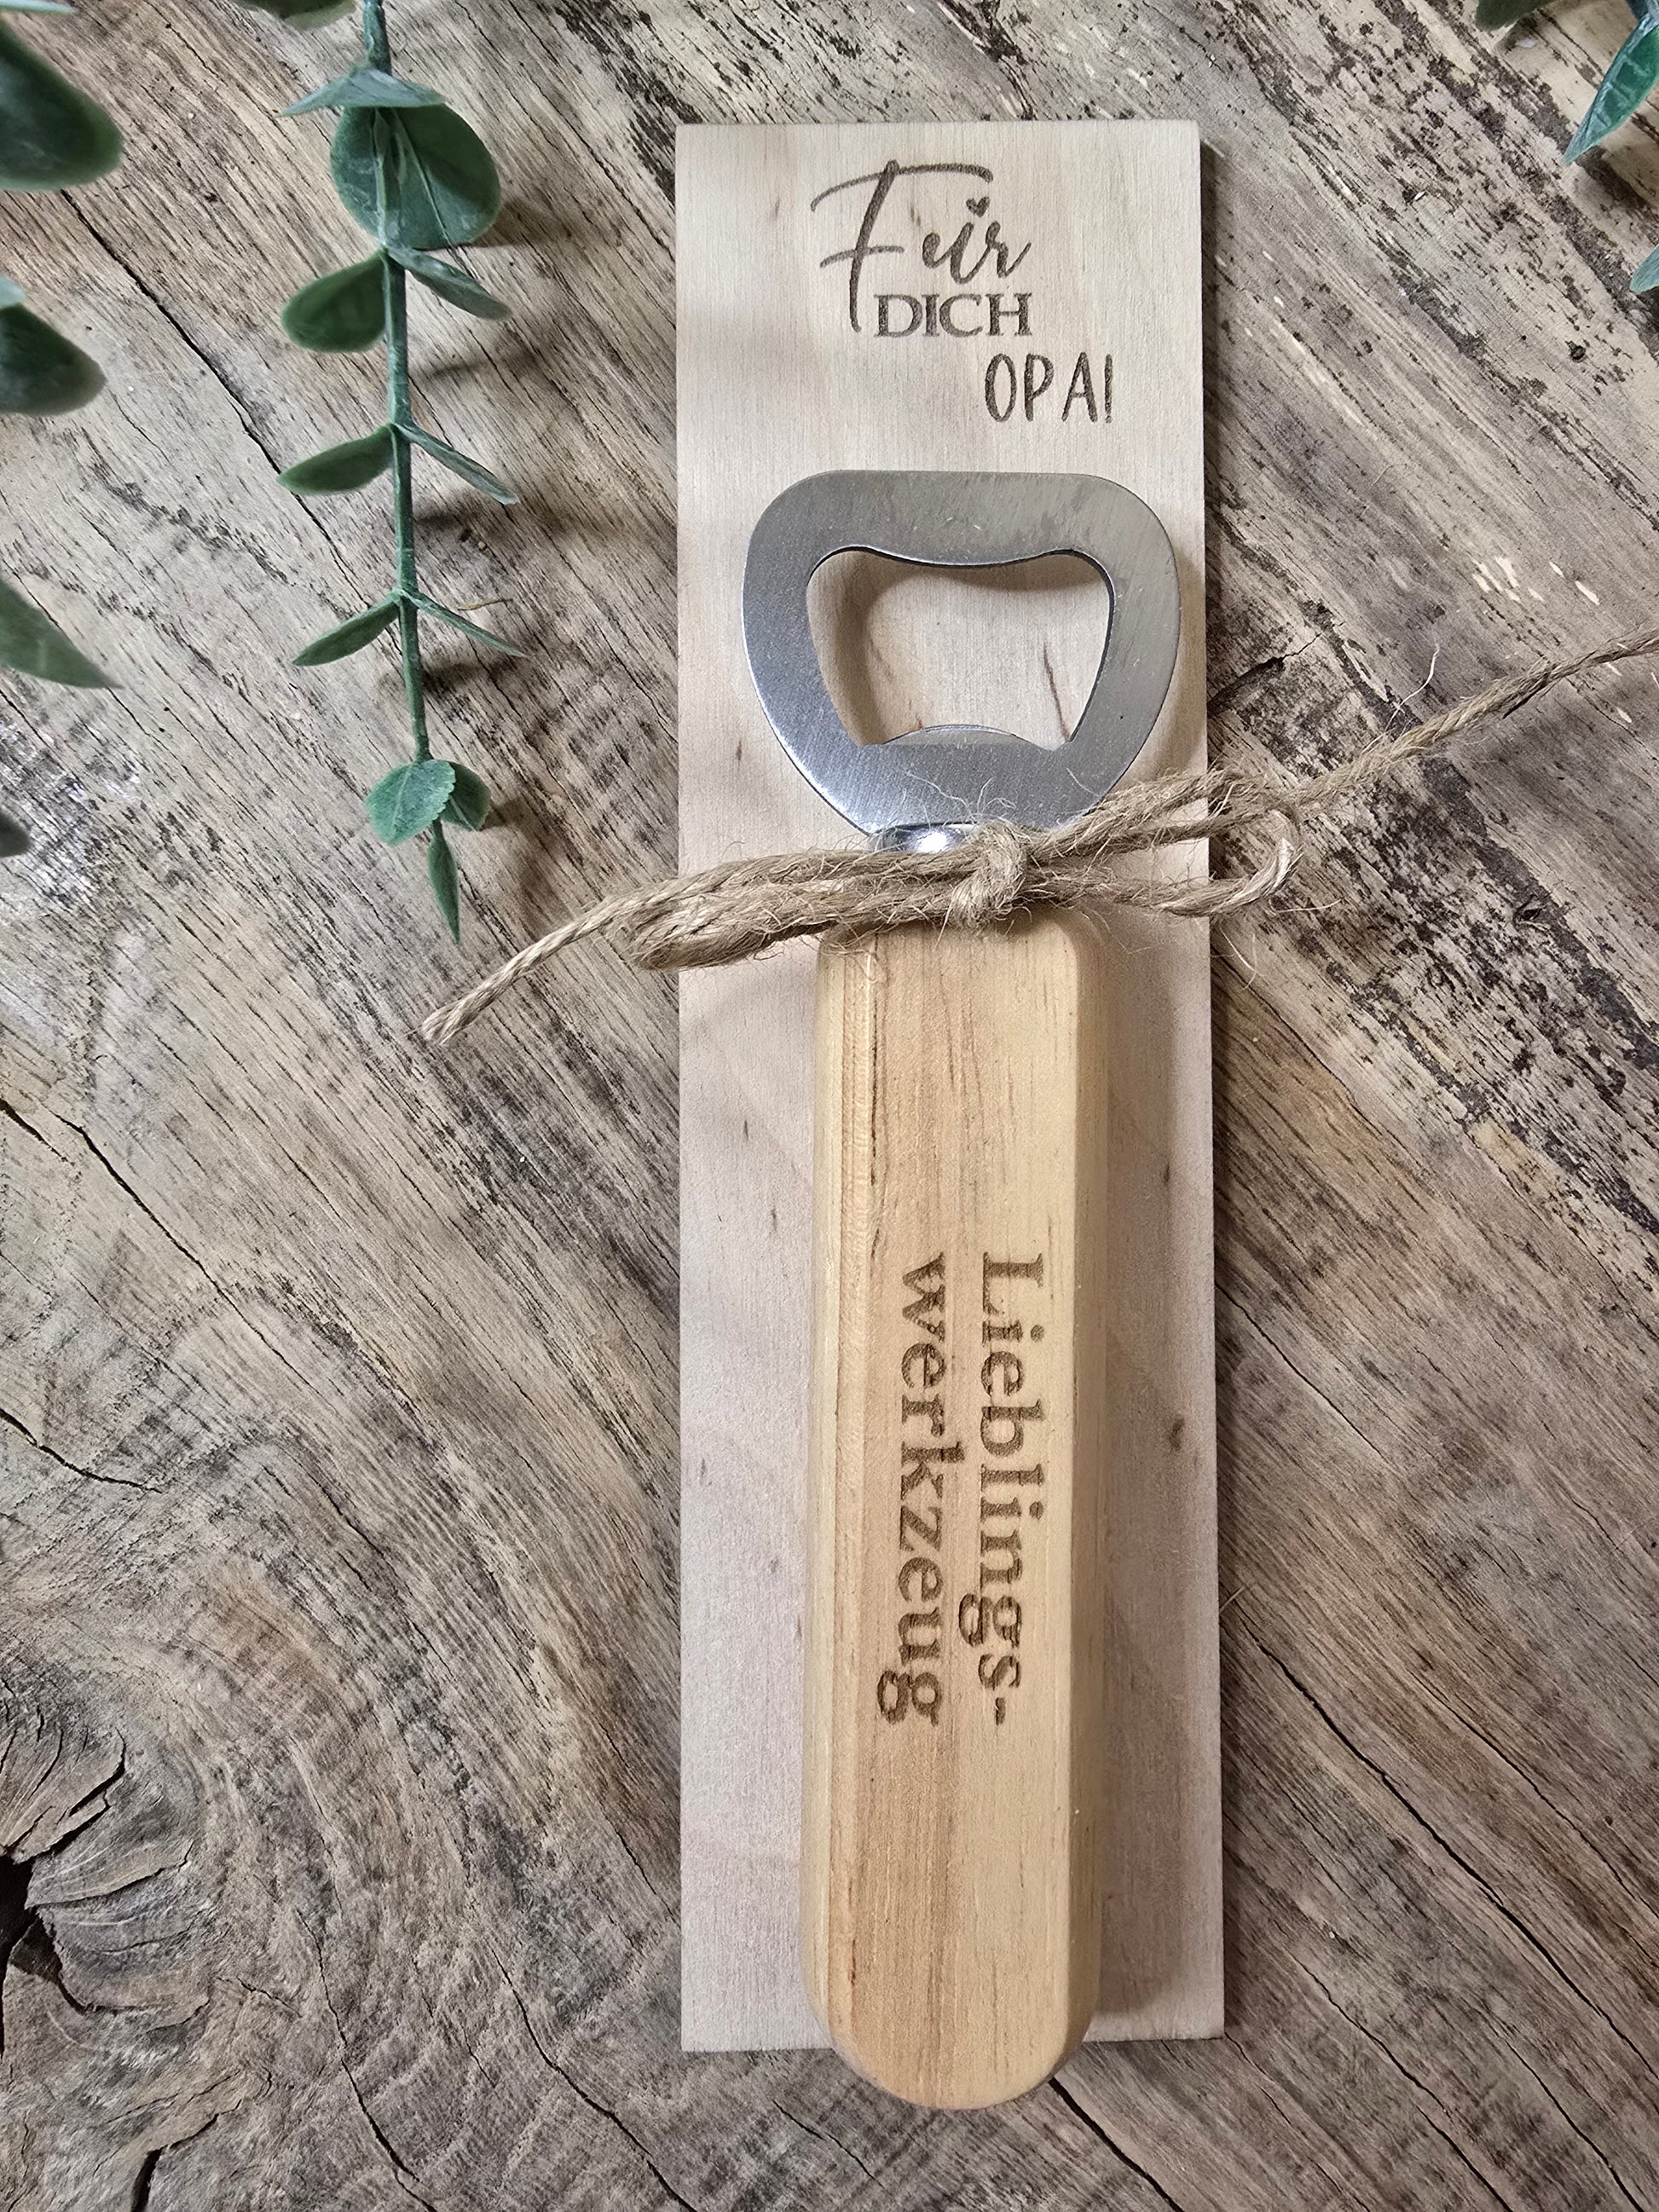 Für
DICH
OPA!
Lieblings-
werkzeug